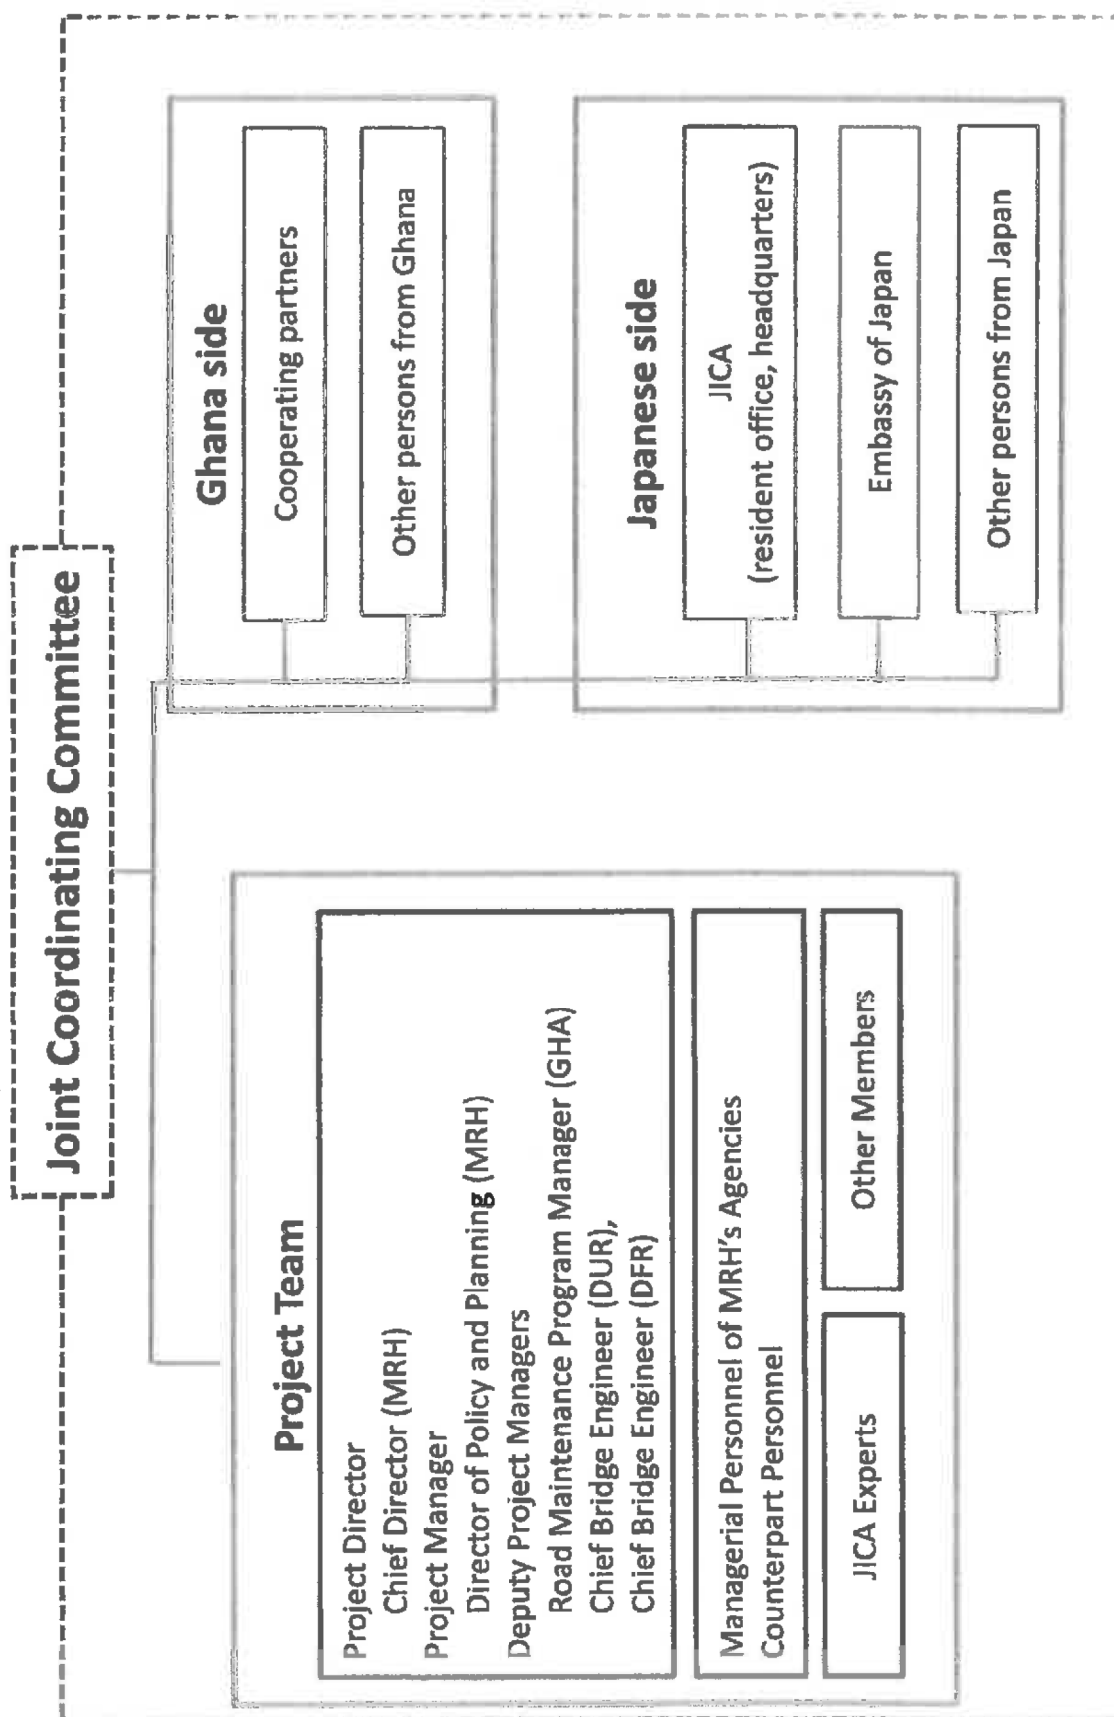 Joint Coordinating Committee
Project Team
Project Director
Chief Director (MRH)
Project Manager
Director of Policy and Planning (MRH)
Deputy Project Managers
Road Maintenance Program Manager (GHA)
Chief Bridge Engineer (DUR),
Chief Bridge Engineer (DFR)
Managerial Personnel of MRH's Agencies
Counterpart Personnel
JICA Experts
Other Members
Ghana side
Cooperating partners
Other persons from Ghana
Japanese side
JICA
(resident office, headquarters)
Embassy of Japan
Other persons from Japan